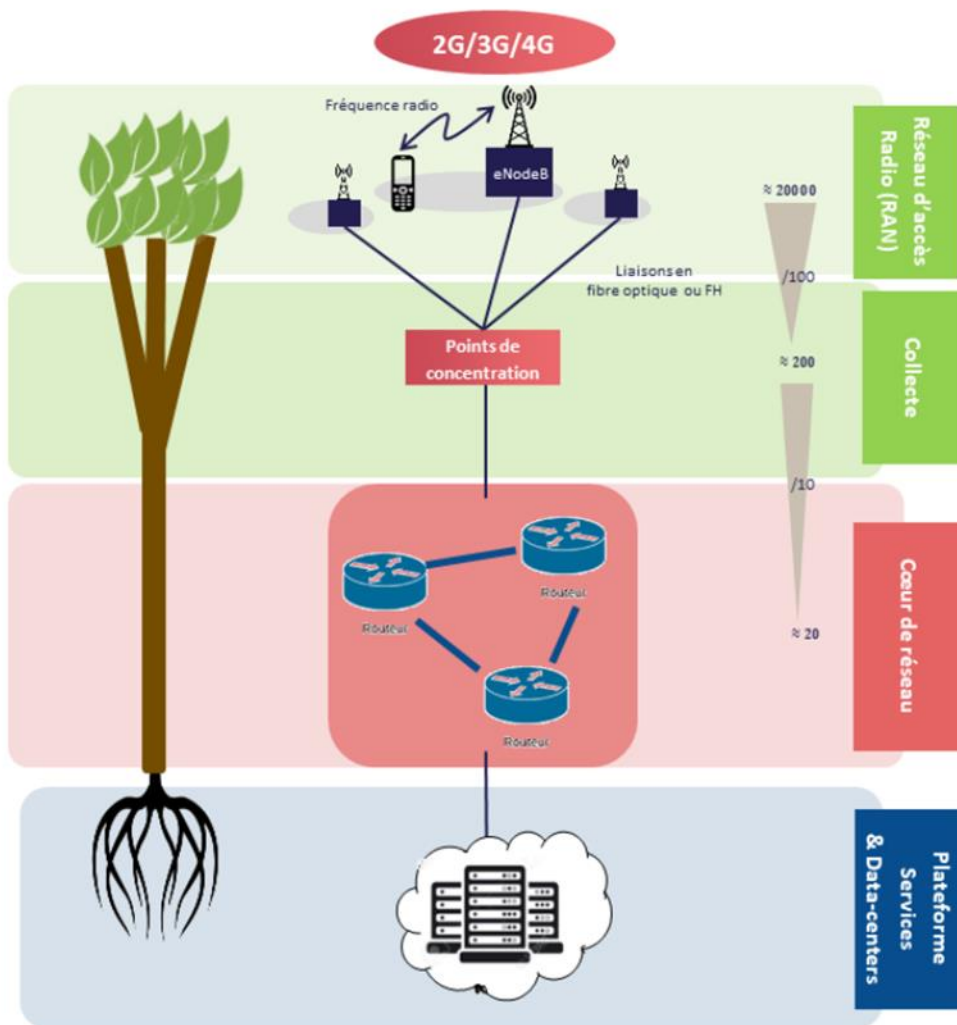 2G/3G/4G
Fréquence radio
eNodeB
Réseau d'accès
Radio (RAN)
≈ 20000
/100
Liaisons en
fibre optique ou FH
Points de
concentration
≈ 200
Collecte
/10
Routeur
Routeur
Routeur
≈ 20
Cœur de réseau
Plateforme
Services
& Data-centers